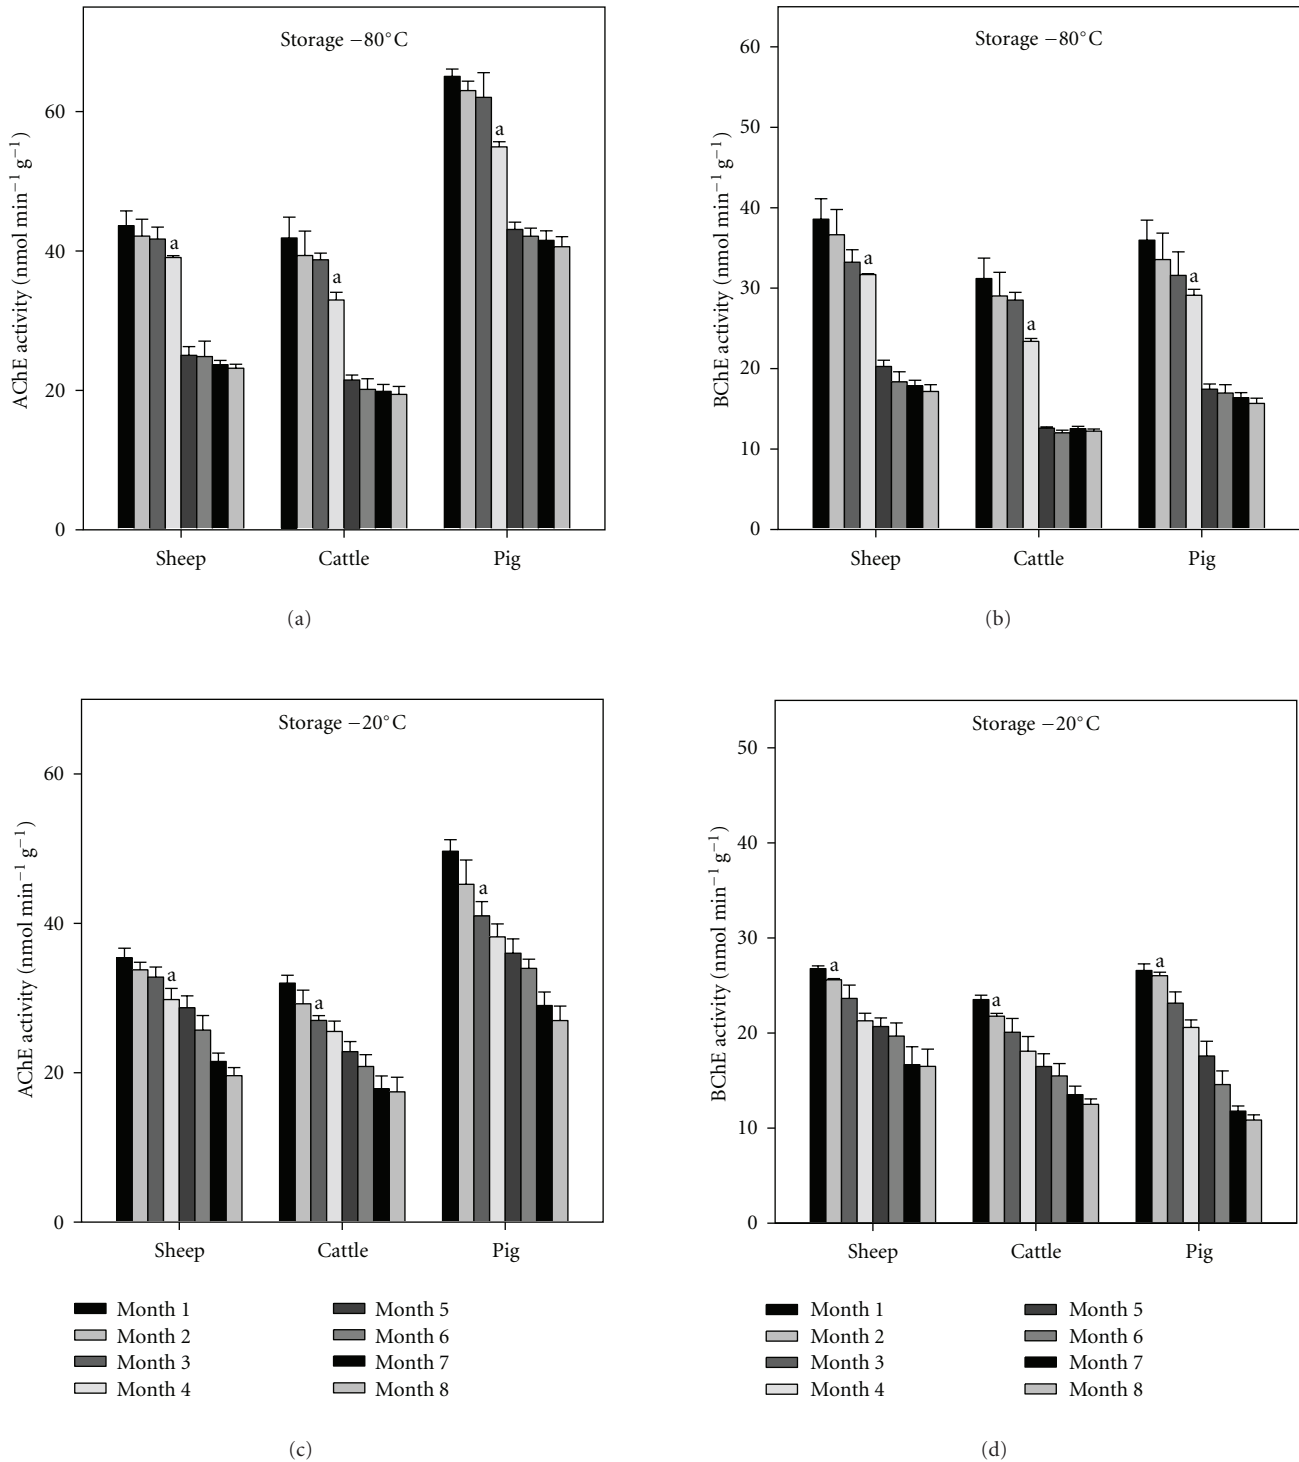 Storage −80°C
AChE activity (nmol min−1 g−1)
60
40
20
0
a
a
a
Sheep
Cattle
Pig
(a)
Storage −80°C
BChE activity (nmol min−1 g−1)
60
50
40
30
20
10
0
a
a
a
Sheep
Cattle
Pig
(b)
Storage −20°C
AChE activity (nmol min−1 g−1)
60
40
20
0
a
a
a
Sheep
Cattle
Pig
Month 1
Month 2
Month 3
Month 4
Month 5
Month 6
Month 7
Month 8
(c)
Storage −20°C
BChE activity (nmol min−1 g−1)
50
40
30
20
10
0
a
a
a
Sheep
Cattle
Pig
Month 1
Month 2
Month 3
Month 4
Month 5
Month 6
Month 7
Month 8
(d)